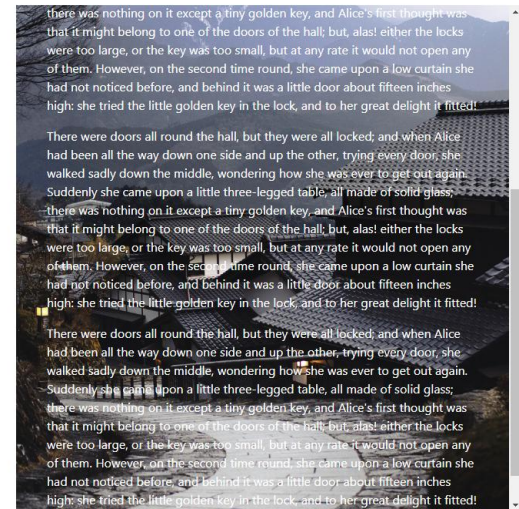 there was nothing on it except a tiny golden key, and Alice's first thought was
that it might belong to one of the doors of the hall; but, alas! either the locks
were too large, or the key was too small, but at any rate it would not open any
of them. However, on the second time round, she came upon a low curtain she
had not noticed before, and behind it was a little door about fifteen inches
high: she tried the little golden key in the lock, and to her great delight it fitted!
There were doors all round the hall, but they were all locked; and when Alice
had been all the way down one side and up the other, trying every door, she
walked sadly down the middle, wondering how she was ever to get out again.
Suddenly she came upon a little three-legged table, all made of solid glass;
there was nothing on it except a tiny golden key, and Alice's first thought was
that it might belong to one of the doors of the hall; but, alas! either the locks
were too large, or the key was too small, but at any rate it would not open any
of them. However, on the second time round, she came upon a low curtain she
had not noticed before, and behind it was a little door about fifteen inches
high: she tried the little golden key in the lock, and to her great delight it fitted!
There were doors all round the hall, but they were all locked; and when Alice
had been all the way down one side and up the other, trying every door, she
walked sadly down the middle, wondering how she was ever to get out again.
Suddenly she came upon a little three-legged table, all made of solid glass;
there was nothing on it except a tiny golden key, and Alice's first thought was
that it might belong to one of the doors of the hall; but, alas! either the locks
were too large, or the key was too small, but at any rate it would not open any
of them. However, on the second time round, she came upon a low curtain she
had not noticed before, and behind it was a little door about fifteen inches
high: she tried the little golden key in the lock, and to her great delight it fitted!